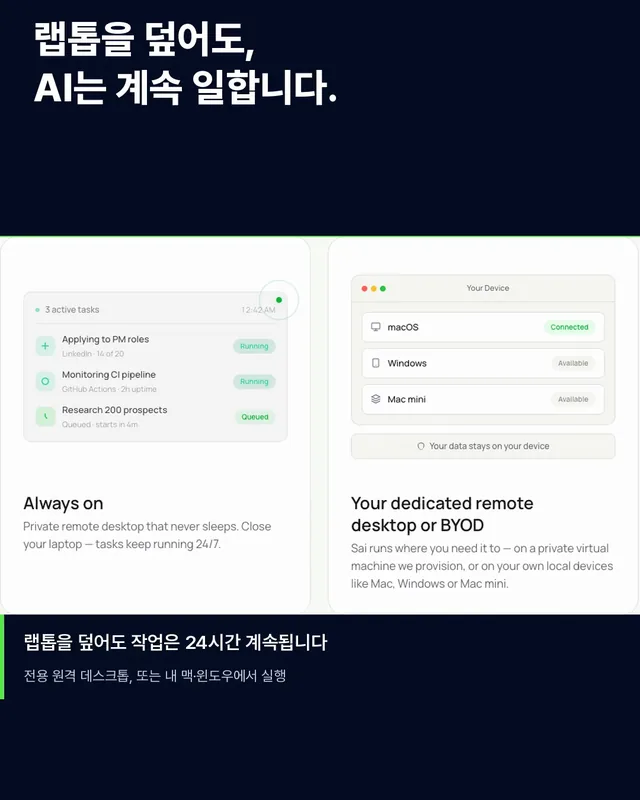 랩톱을 덮어도,
AI는 계속 일합니다.
3 active tasks
12:42 AM
Applying to PM roles
LinkedIn · 14 of 20
Running
Monitoring CI pipeline
GitHub Actions · 2h uptime
Running
Research 200 prospects
Queued · starts in 4m
Queued
Always on
Private remote desktop that never sleeps. Close
your laptop — tasks keep running 24/7.
Your Device
macOS
Connected
Windows
Available
Mac mini
Available
Your data stays on your device
Your dedicated remote
desktop or BYOD
Sai runs where you need it to — on a private virtual
machine we provision, or on your own local devices
like Mac, Windows or Mac mini.
랩톱을 덮어도 작업은 24시간 계속됩니다
전용 원격 데스크톱, 또는 내 맥·윈도우에서 실행